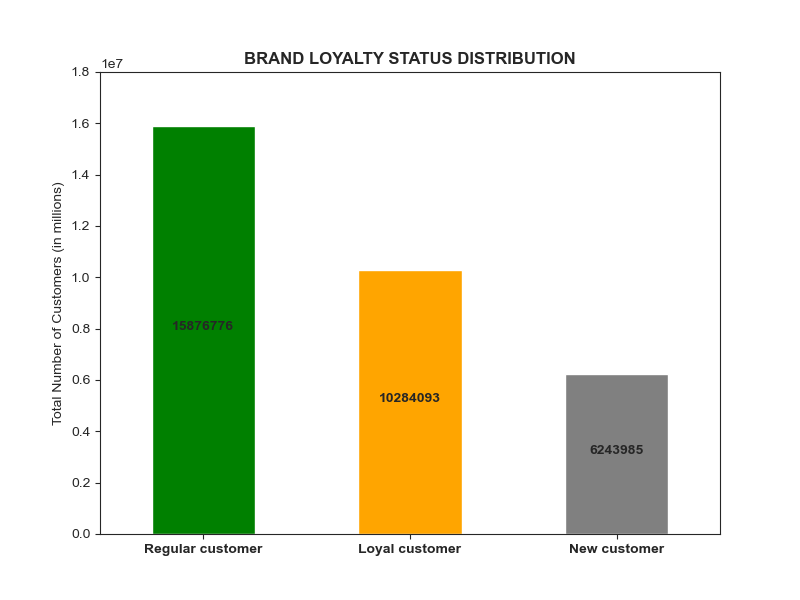 BRAND LOYALTY STATUS DISTRIBUTION
1e7
Total Number of Customers (in millions)
1.8
1.6
1.4
1.2
1.0
0.8
0.6
0.4
0.2
0.0
15876776
10284093
6243985
Regular customer
Loyal customer
New customer